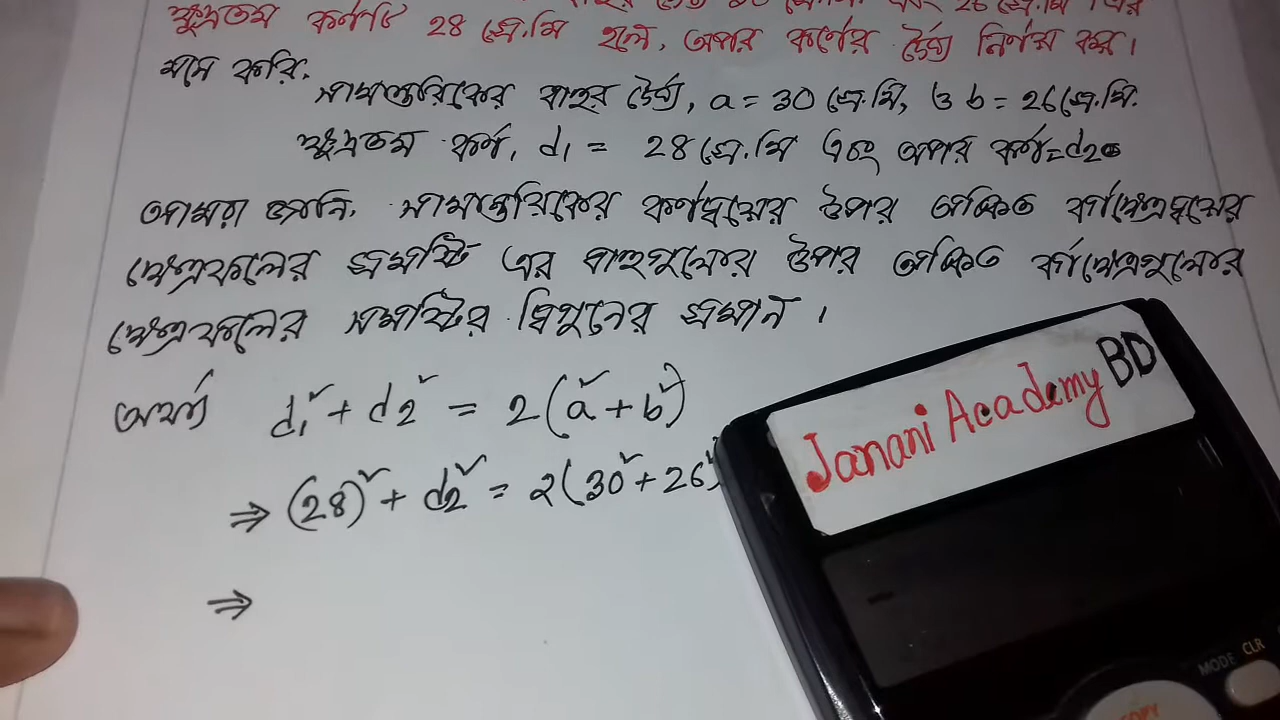 ক্ষুদ্রতম কর্ণটি 28 সে.মি হলে, অপর কর্ণের দৈর্ঘ্য নির্ণয় কর।
মনে করি,
সামান্তরিকের বাহুর দৈর্ঘ্য, a = 30 সে.মি, ও b = 26 সে.মি.
ক্ষুদ্রতম কর্ণ, d₁ = 28 সে.মি এবং অপর কর্ণ = d₂
আমরা জানি, সামান্তরিকের কর্ণদ্বয়ের উপর অঙ্কিত বর্গক্ষেত্রদ্বয়ের
ক্ষেত্রফলের সমষ্টি এর বাহুগুলোর উপর অঙ্কিত বর্গক্ষেত্রগুলোর
ক্ষেত্রফলের সমষ্টির দ্বিগুনের সমান ।
অর্থাৎ d₁² + d₂² = 2(a² + b²)
⇒ (28)² + d₂² = 2(30² + 26²)
⇒
Janani Academy BD
MODE CLR
COPY